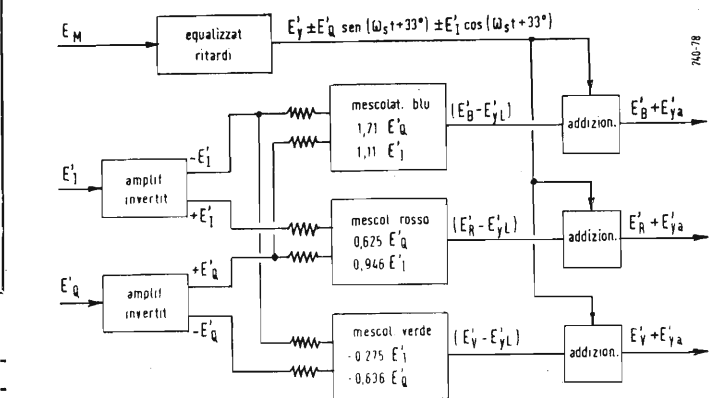 E_M
equalizzat
ritardi
E'_y ± E'_Q sen (ω_s t + 33°) ± E'_I cos (ω_s t + 33°)
240-78
mescolat. blu
1,71 E'_Q
1,11 E'_I
(E'_B - E'_yL)
addizion.
E'_B + E'_ya
-E'_I
E'_I
amplif
invertit
+E'_I
mescol rosso
0,625 E'_Q
0,946 E'_I
(E'_R - E'_yL)
addizion.
E'_R + E'_ya
+E'_Q
E'_Q
amplif
invertit
-E'_Q
mescol verde
-0.275 E'_I
-0,636 E'_Q
(E'_V - E'_yL)
addizion.
E'_V + E'_ya